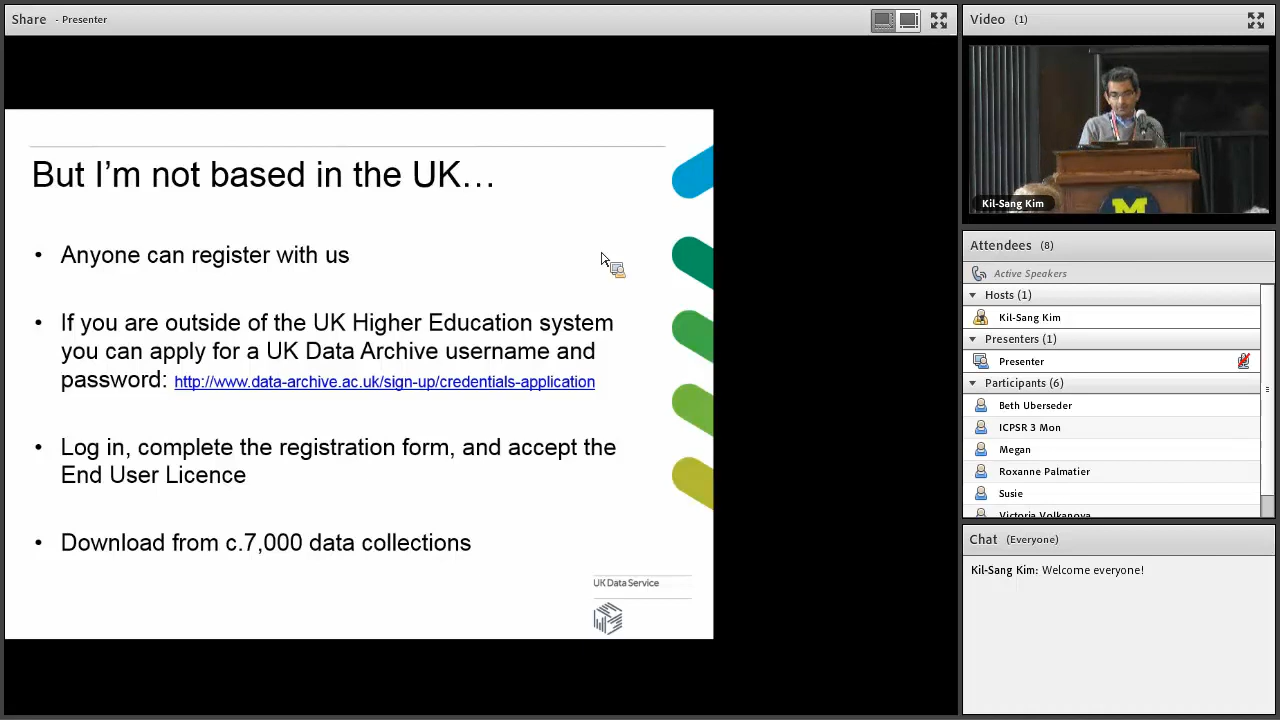 Share - Presenter
But I'm not based in the UK…
• Anyone can register with us
• If you are outside of the UK Higher Education system
you can apply for a UK Data Archive username and
password: http://www.data-archive.ac.uk/sign-up/credentials-application
• Log in, complete the registration form, and accept the
End User Licence
• Download from c.7,000 data collections
UK Data Service
Video (1)
M
Kil-Sang Kim
Attendees (8)
Active Speakers
Hosts (1)
Kil-Sang Kim
Presenters (1)
Presenter
Participants (6)
Beth Uberseder
ICPSR 3 Mon
Megan
Roxanne Palmatier
Susie
Victoria Volkanova
Chat (Everyone)
Kil-Sang Kim: Welcome everyone!